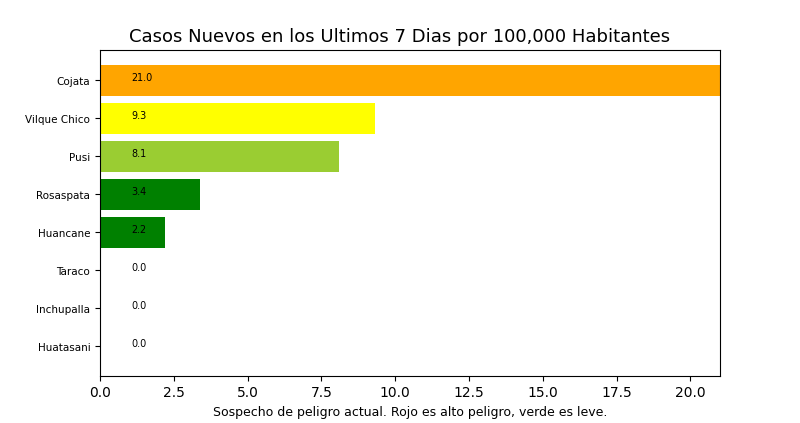 Casos Nuevos en los Ultimos 7 Dias por 100,000 Habitantes
Cojata 21.0
Vilque Chico 9.3
Pusi 8.1
Rosaspata 3.4
Huancane 2.2
Taraco 0.0
Inchupalla 0.0
Huatasani 0.0
0.0 2.5 5.0 7.5 10.0 12.5 15.0 17.5 20.0
Sospecho de peligro actual. Rojo es alto peligro, verde es leve.